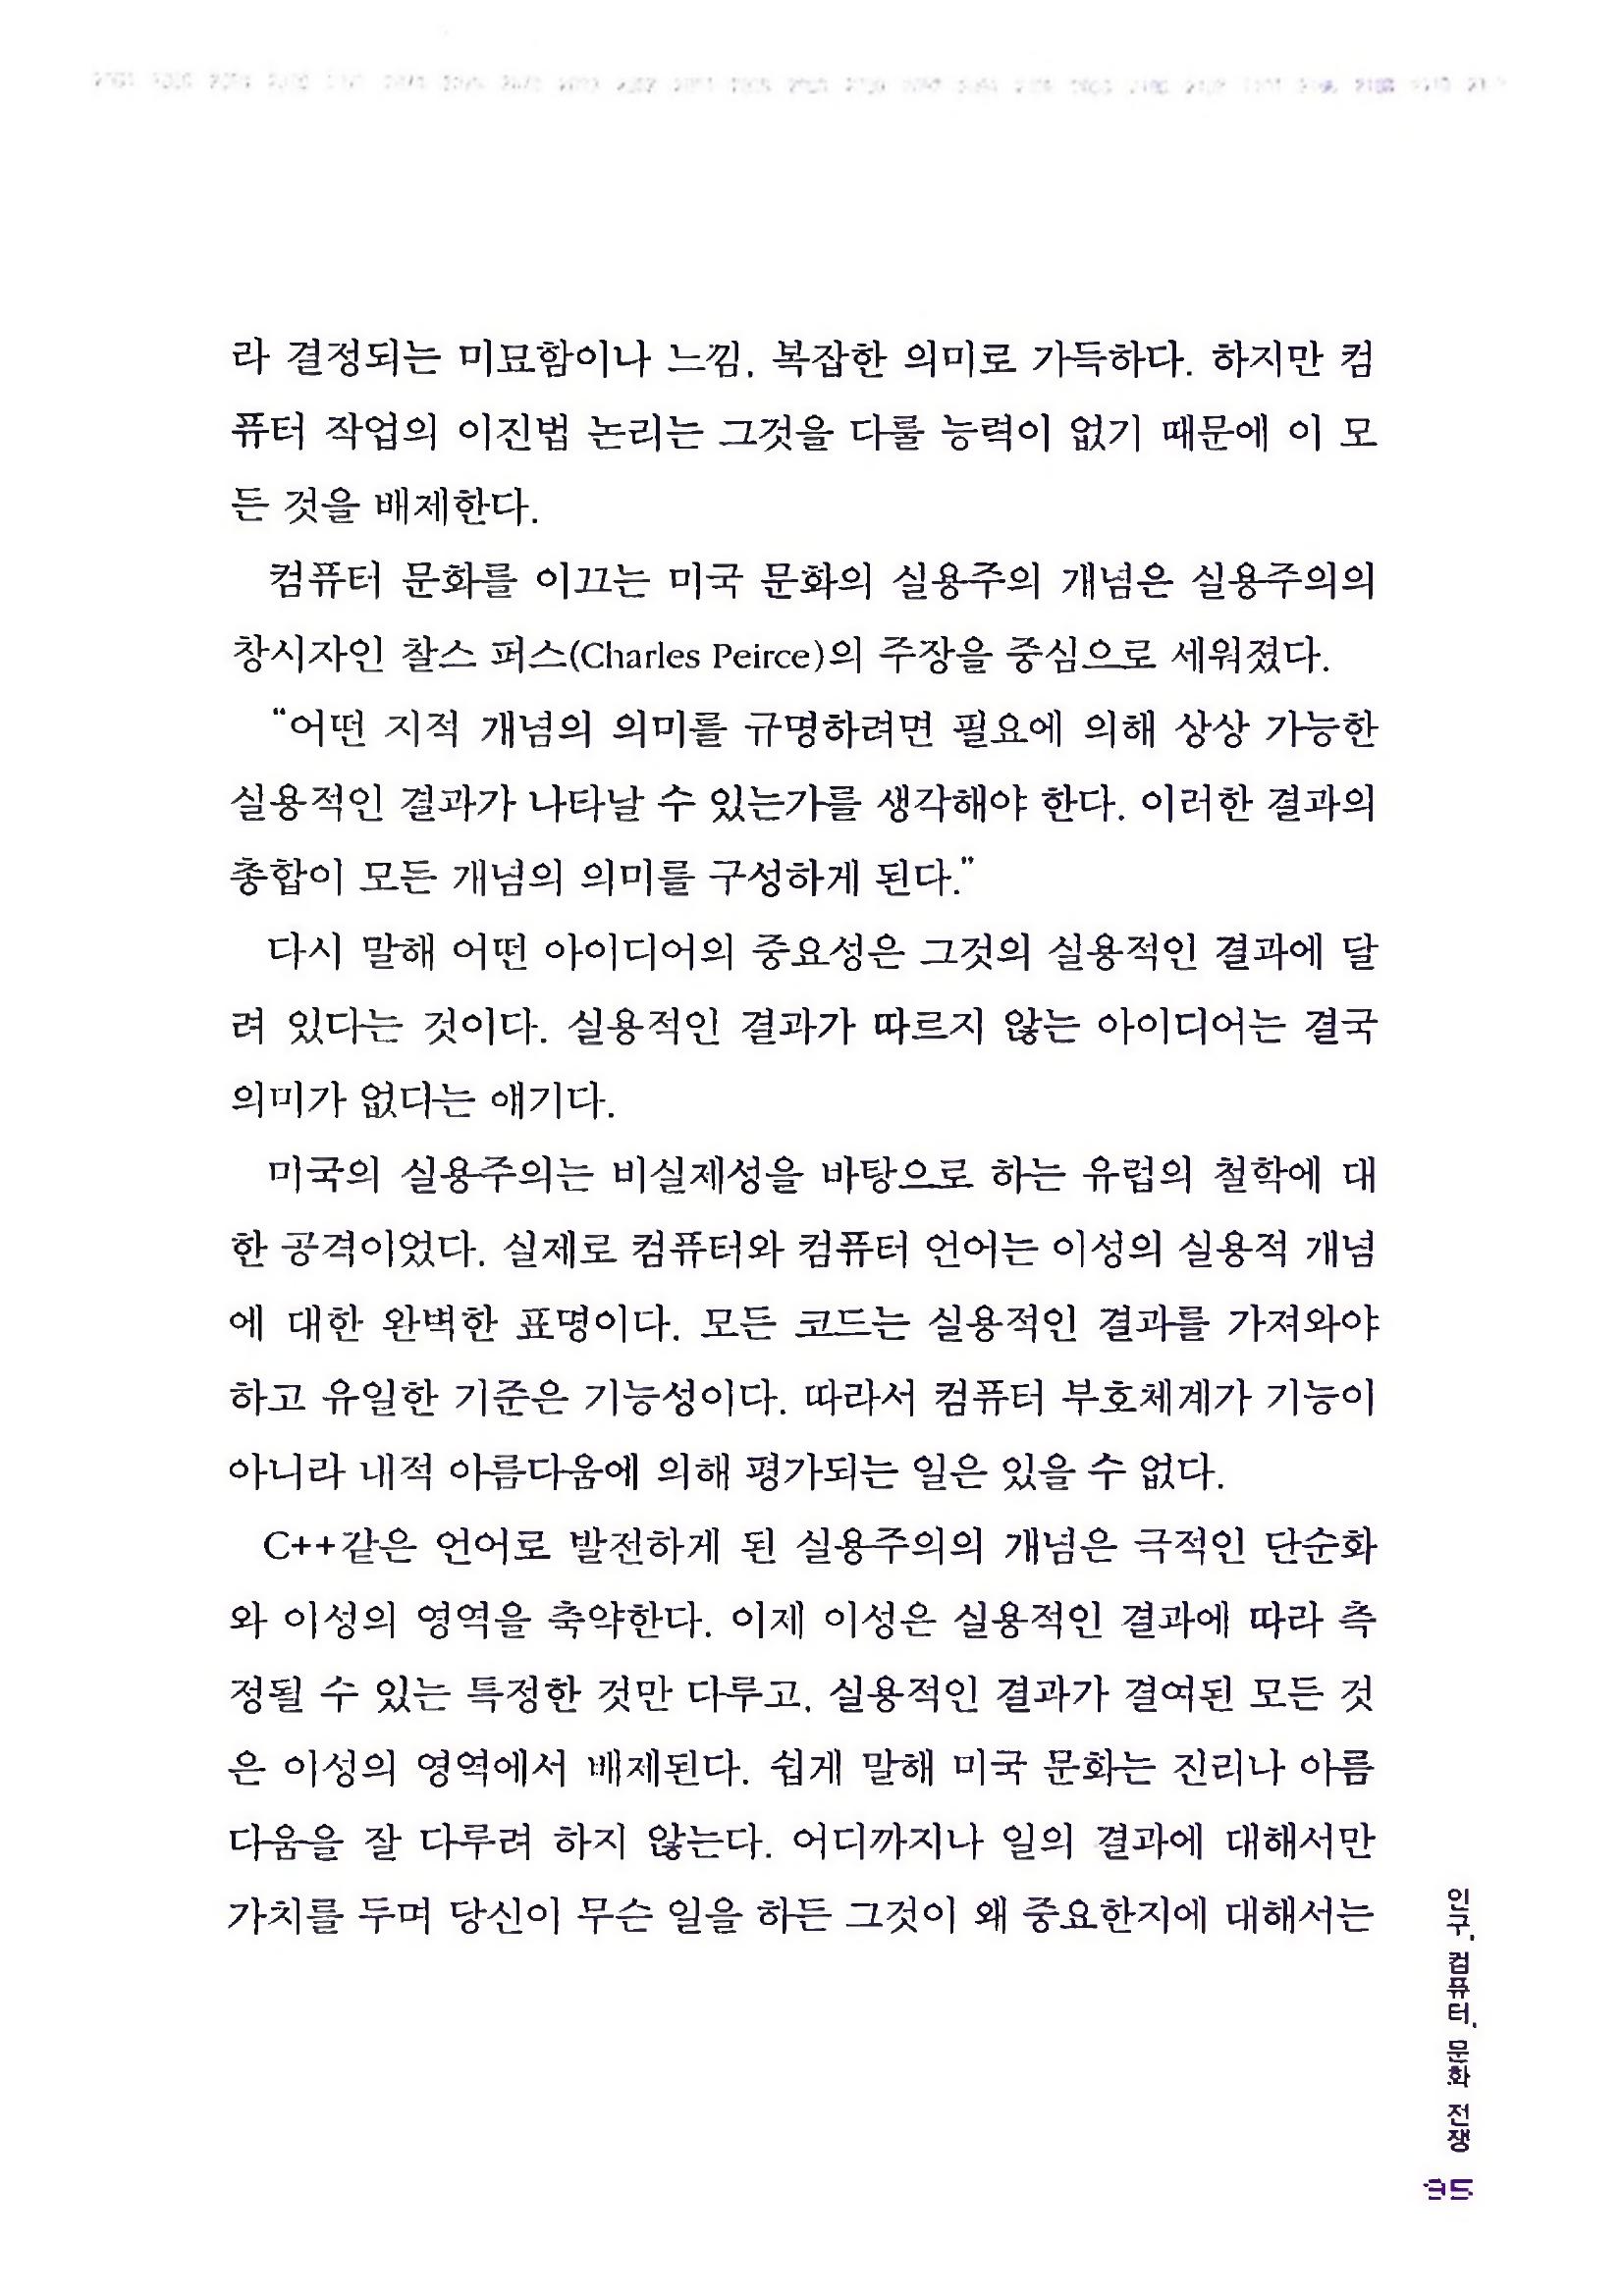 라 결정되는 미묘함이나 느낌, 복잡한 의미로 가득하다. 하지만 컴
퓨터 작업의 이진법 논리는 그것을 다룰 능력이 없기 때문에 이 모
든 것을 배제한다.
컴퓨터 문화를 이끄는 미국 문화의 실용주의 개념은 실용주의의
창시자인 찰스 퍼스(Charles Peirce)의 주장을 중심으로 세워졌다.
“어떤 지적 개념의 의미를 규명하려면 필요에 의해 상상 가능한
실용적인 결과가 나타날 수 있는가를 생각해야 한다. 이러한 결과의
총합이 모든 개념의 의미를 구성하게 된다.”
다시 말해 어떤 아이디어의 중요성은 그것의 실용적인 결과에 달
려 있다는 것이다. 실용적인 결과가 따르지 않는 아이디어는 결국
의미가 없다는 얘기다.
미국의 실용주의는 비실제성을 바탕으로 하는 유럽의 철학에 대
한 공격이었다. 실제로 컴퓨터와 컴퓨터 언어는 이성의 실용적 개념
에 대한 완벽한 표명이다. 모든 코드는 실용적인 결과를 가져와야
하고 유일한 기준은 기능성이다. 따라서 컴퓨터 부호체계가 기능이
아니라 내적 아름다움에 의해 평가되는 일은 있을 수 없다.
C++같은 언어로 발전하게 된 실용주의의 개념은 극적인 단순화
와 이성의 영역을 축약한다. 이제 이성은 실용적인 결과에 따라 측
정될 수 있는 특정한 것만 다루고, 실용적인 결과가 결여된 모든 것
은 이성의 영역에서 배제된다. 쉽게 말해 미국 문화는 진리나 아름
다움을 잘 다루려 하지 않는다. 어디까지나 일의 결과에 대해서만
가치를 두며 당신이 무슨 일을 하든 그것이 왜 중요한지에 대해서는
인구, 컴퓨터, 문화 전쟁
95